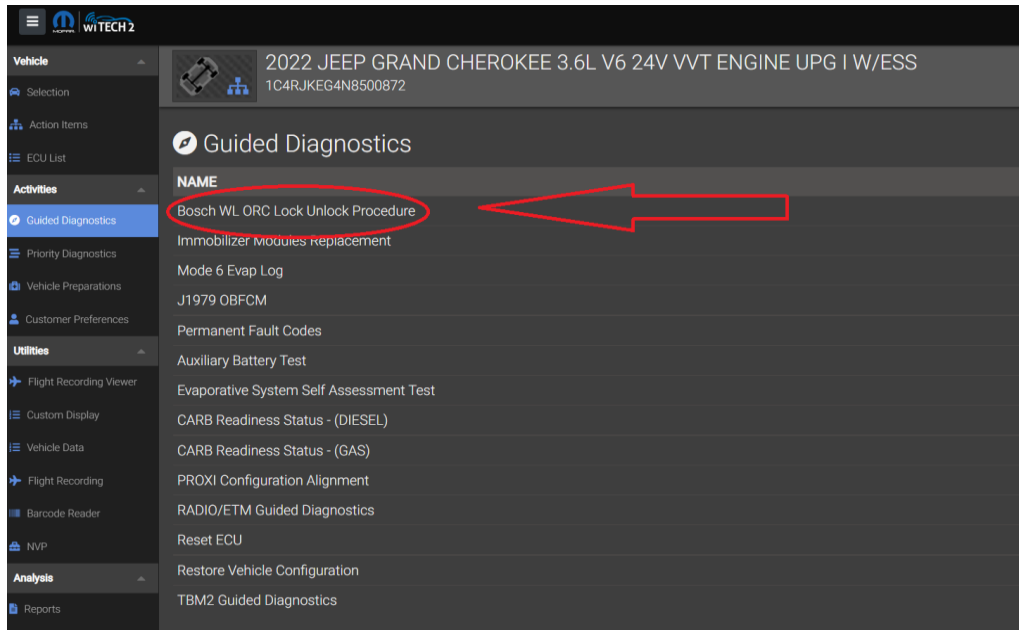 MOPAR wiTECH 2
Vehicle
Selection
Action Items
ECU List
Activities
Guided Diagnostics
Priority Diagnostics
Vehicle Preparations
Customer Preferences
Utilities
Flight Recording Viewer
Custom Display
Vehicle Data
Flight Recording
Barcode Reader
NVP
Analysis
Reports
2022 JEEP GRAND CHEROKEE 3.6L V6 24V VVT ENGINE UPG I W/ESS
1C4RJKEG4N8500872
Guided Diagnostics
NAME
Bosch WL ORC Lock Unlock Procedure
Immobilizer Modules Replacement
Mode 6 Evap Log
J1979 OBFCM
Permanent Fault Codes
Auxiliary Battery Test
Evaporative System Self Assessment Test
CARB Readiness Status - (DIESEL)
CARB Readiness Status - (GAS)
PROXI Configuration Alignment
RADIO/ETM Guided Diagnostics
Reset ECU
Restore Vehicle Configuration
TBM2 Guided Diagnostics